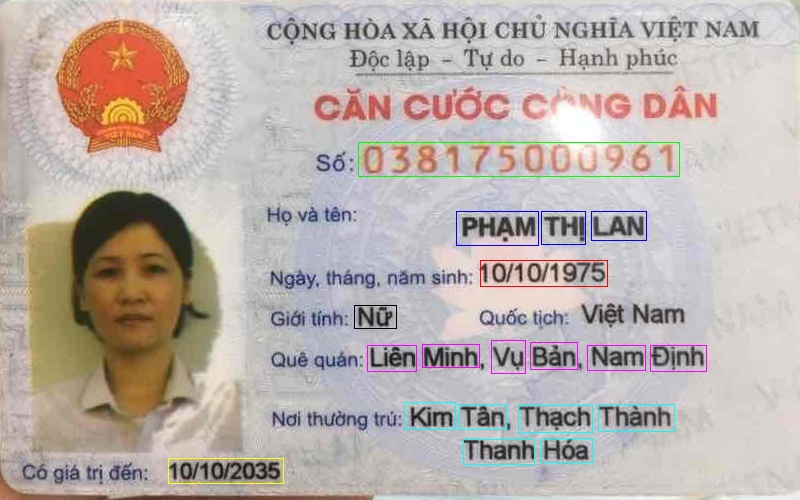 CỘNG HÒA XÃ HỘI CHỦ NGHĨA VIỆT NAM
Độc lập - Tự do - Hạnh phúc
CĂN CƯỚC CÔNG DÂN
Số: 038175000961
Họ và tên:
PHẠM THỊ LAN
Ngày, tháng, năm sinh: 10/10/1975
Giới tính: Nữ Quốc tịch: Việt Nam
Quê quán: Liên Minh, Vụ Bản, Nam Định
Nơi thường trú: Kim Tân, Thạch Thành
Thanh Hóa
Có giá trị đến: 10/10/2035